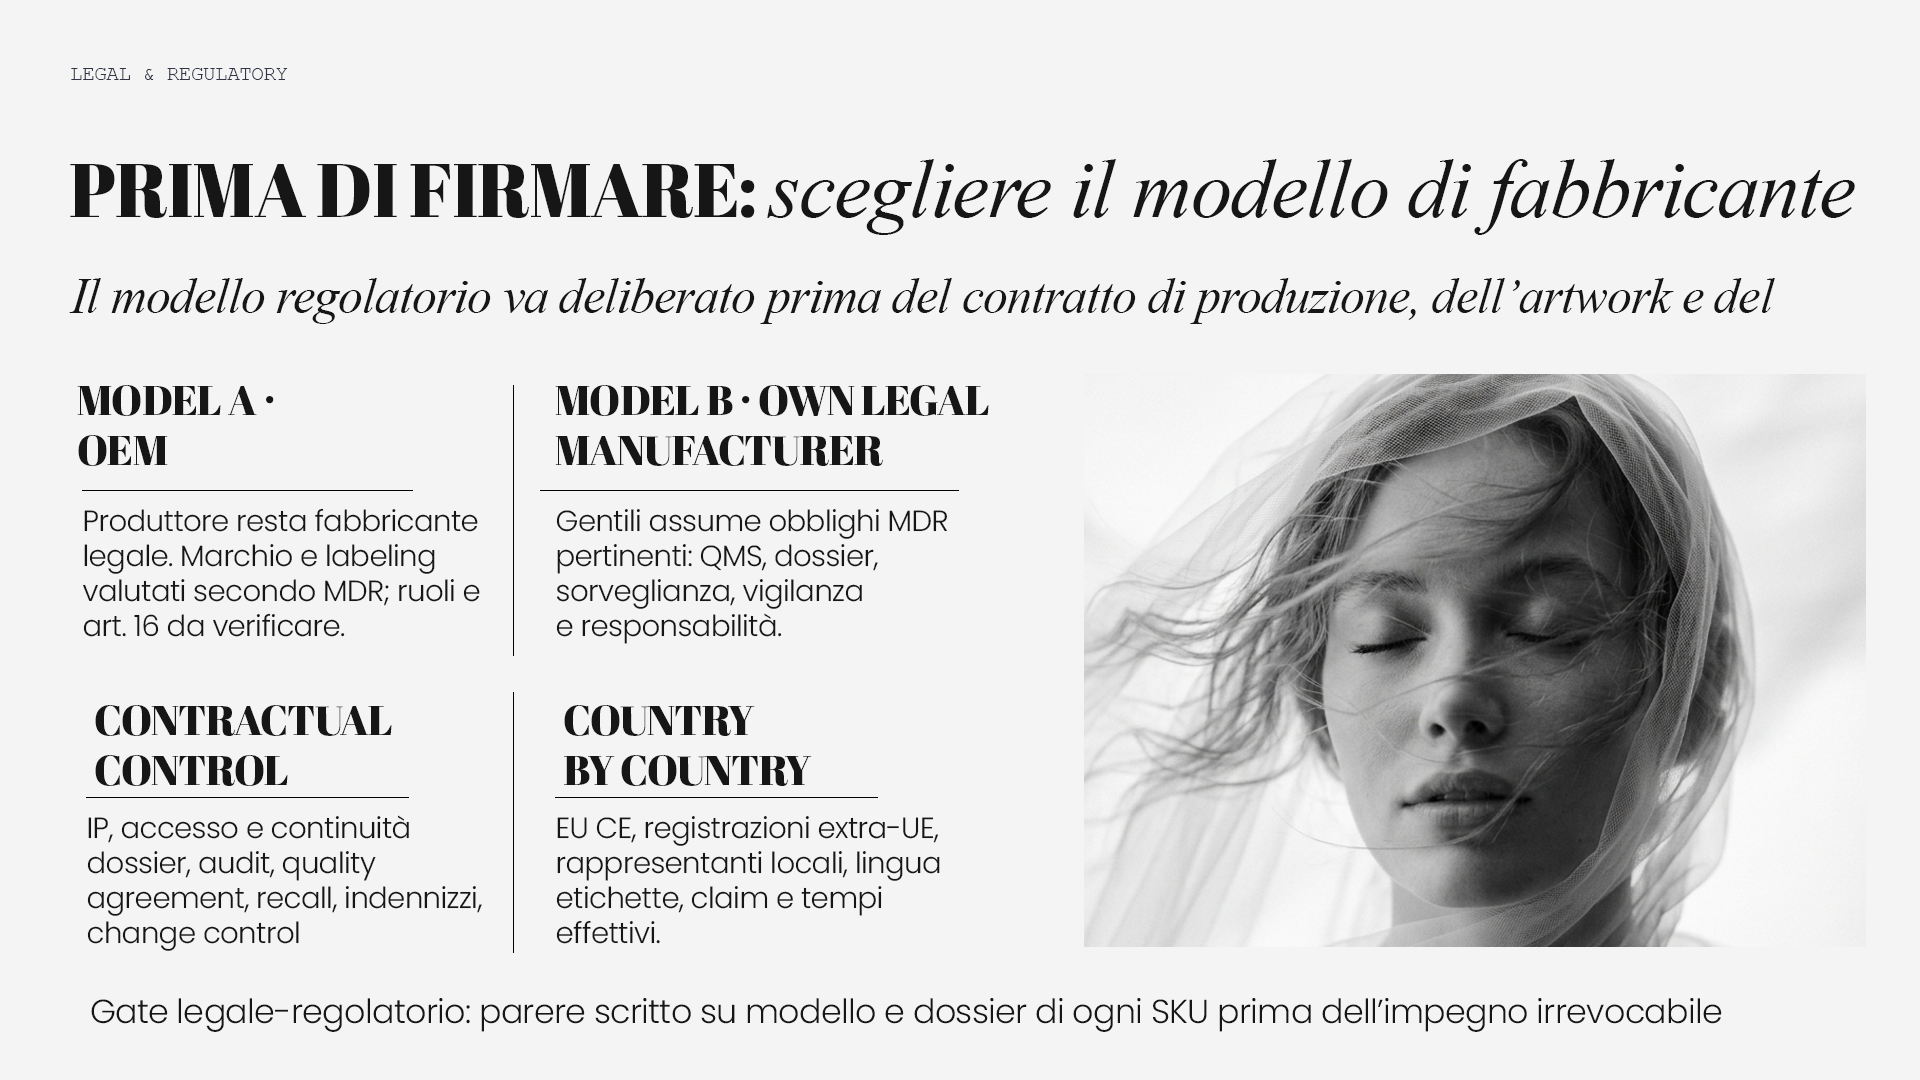 LEGAL & REGULATORY
PRIMA DI FIRMARE: scegliere il modello di fabbricante
Il modello regolatorio va deliberato prima del contratto di produzione, dell’artwork e del
MODEL A ·
OEM
Produttore resta fabbricante
legale. Marchio e labeling
valutati secondo MDR; ruoli e
art. 16 da verificare.
MODEL B · OWN LEGAL
MANUFACTURER
Gentili assume obblighi MDR
pertinenti: QMS, dossier,
sorveglianza, vigilanza
e responsabilità.
CONTRACTUAL
CONTROL
IP, accesso e continuità
dossier, audit, quality
agreement, recall, indennizzi,
change control
COUNTRY
BY COUNTRY
EU CE, registrazioni extra-UE,
rappresentanti locali, lingua
etichette, claim e tempi
effettivi.
Gate legale-regolatorio: parere scritto su modello e dossier di ogni SKU prima dell’impegno irrevocabile